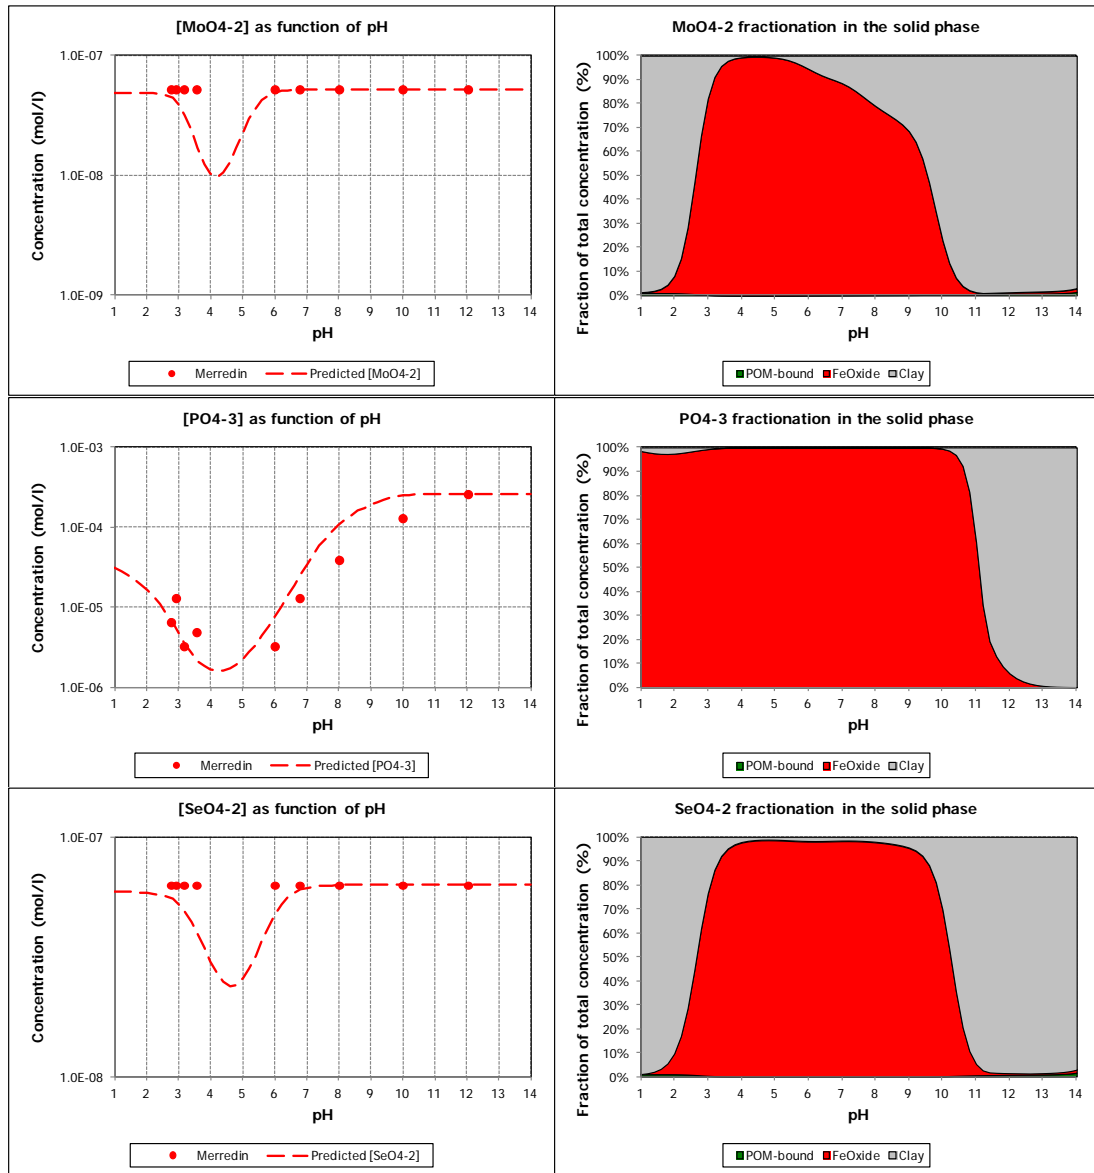 [MoO4-2] as function of pH
Concentration (mol/l)
1.0E-07
1.0E-08
1.0E-09
1 2 3 4 5 6 7 8 9 10 11 12 13 14
pH
Merredin Predicted [MoO4-2]
MoO4-2 fractionation in the solid phase
Fraction of total concentration (%)
100%
90%
80%
70%
60%
50%
40%
30%
20%
10%
0%
1 2 3 4 5 6 7 8 9 10 11 12 13 14
pH
POM-bound FeOxide Clay
[PO4-3] as function of pH
Concentration (mol/l)
1.0E-03
1.0E-04
1.0E-05
1.0E-06
1 2 3 4 5 6 7 8 9 10 11 12 13 14
pH
Merredin Predicted [PO4-3]
PO4-3 fractionation in the solid phase
Fraction of total concentration (%)
100%
90%
80%
70%
60%
50%
40%
30%
20%
10%
0%
1 2 3 4 5 6 7 8 9 10 11 12 13 14
pH
POM-bound FeOxide Clay
[SeO4-2] as function of pH
Concentration (mol/l)
1.0E-07
1.0E-08
1 2 3 4 5 6 7 8 9 10 11 12 13 14
pH
Merredin Predicted [SeO4-2]
SeO4-2 fractionation in the solid phase
Fraction of total concentration (%)
100%
90%
80%
70%
60%
50%
40%
30%
20%
10%
0%
1 2 3 4 5 6 7 8 9 10 11 12 13 14
pH
POM-bound FeOxide Clay